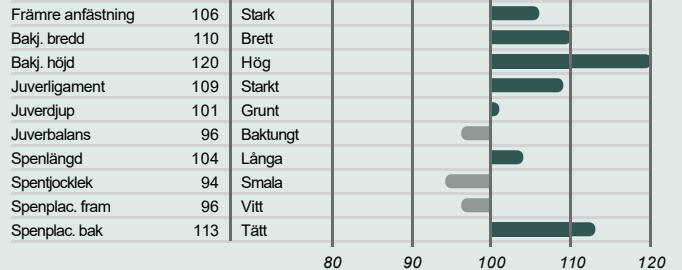 Främre anfästning 106 Stark
Bakj. bredd 110 Brett
Bakj. höjd 120 Hög
Juverligament 109 Starkt
Juverdjup 101 Grunt
Juverbalans 96 Baktungt
Spenlängd 104 Långa
Spentjocklek 94 Smala
Spenplac. fram 96 Vitt
Spenplac. bak 113 Tätt
80 90 100 110 120